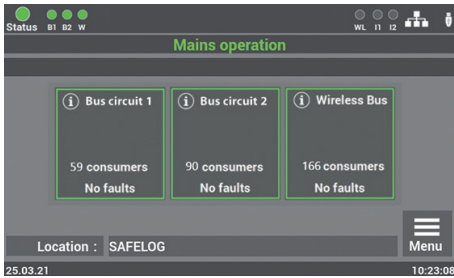 Status B1 B2 W WL I1 I2
Mains operation
Bus circuit 1
59 consumers
No faults
Bus circuit 2
90 consumers
No faults
Wireless Bus
166 consumers
No faults
Location : SAFELOG
Menu
25.03.21 10:23:08